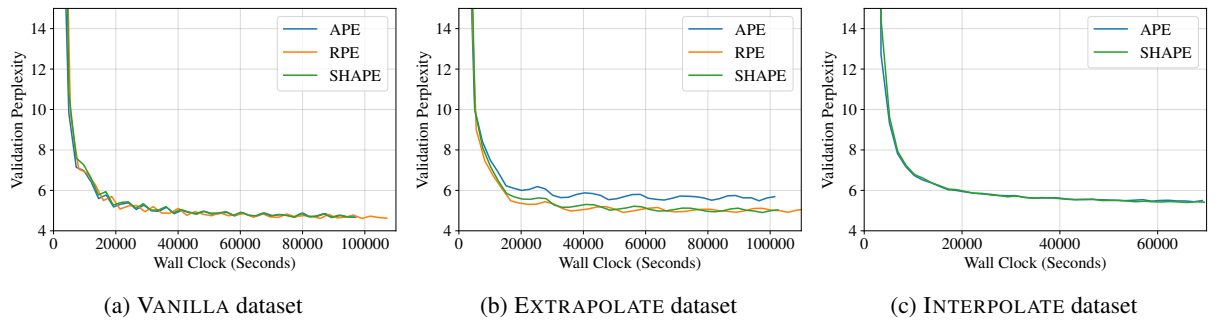 14
12
10
8
6
4
Validation Perplexity
0
20000
40000
60000
80000
100000
Wall Clock (Seconds)
APE
RPE
SHAPE
(a) VANILLA dataset
14
12
10
8
6
4
Validation Perplexity
0
20000
40000
60000
80000
100000
Wall Clock (Seconds)
APE
RPE
SHAPE
(b) EXTRAPOLATE dataset
14
12
10
8
6
4
Validation Perplexity
0
20000
40000
60000
Wall Clock (Seconds)
APE
SHAPE
(c) INTERPOLATE dataset